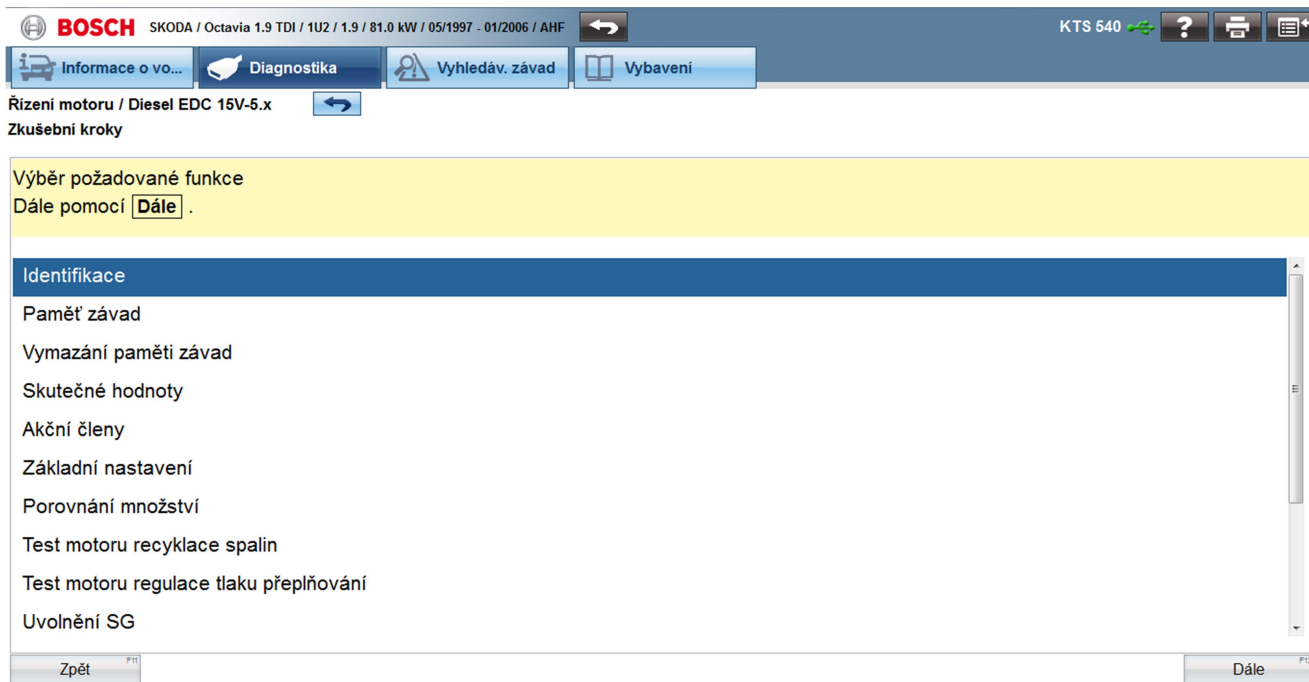 BOSCH SKODA / Octavia 1.9 TDI / 1U2 / 1.9 / 81.0 kW / 05/1997 - 01/2006 / AHF KTS 540 ?
Informace o vo... Diagnostika Vyhledáv. závad Vybavení
Řízení motoru / Diesel EDC 15V-5.x
Zkušební kroky
Výběr požadované funkce
Dále pomocí Dále .
Identifikace
Paměť závad
Vymazání paměti závad
Skutečné hodnoty
Akční členy
Základní nastavení
Porovnání množství
Test motoru recyklace spalin
Test motoru regulace tlaku přeplňování
Uvolnění SG
Zpět F11 Dále